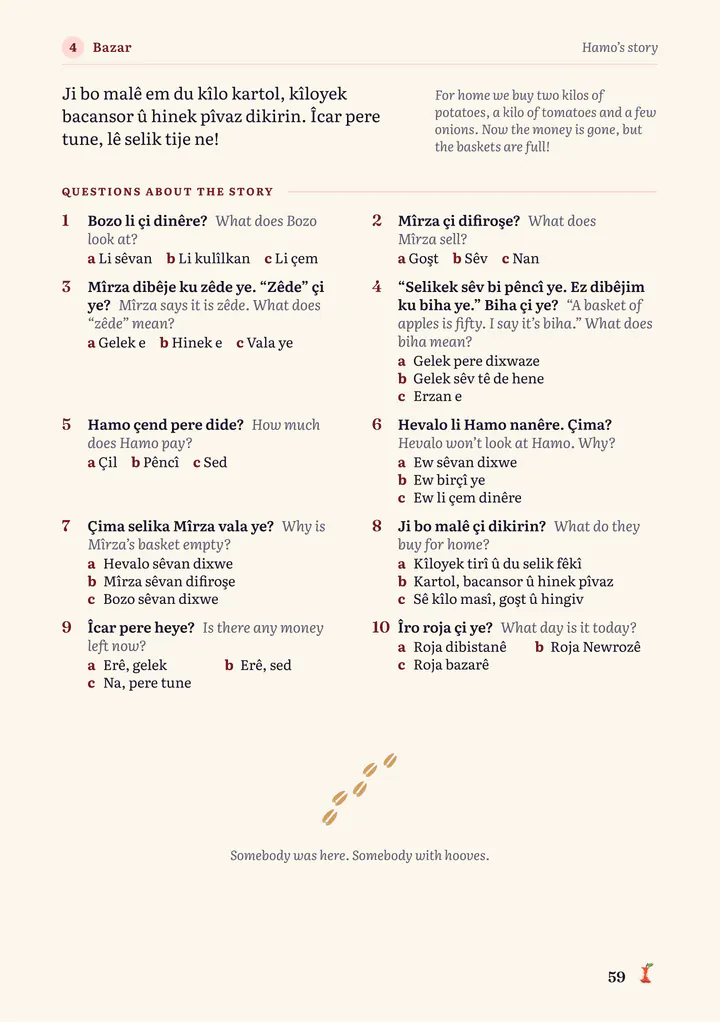 4 Bazar
Hamo’s story
Ji bo malê em du kîlo kartol, kîloyek
bacansor û hinek pîvaz dikirin. Îcar pere
tune, lê selik tije ne!
For home we buy two kilos of
potatoes, a kilo of tomatoes and a few
onions. Now the money is gone, but
the baskets are full!
QUESTIONS ABOUT THE STORY
1 Bozo li çi dinêre? What does Bozo
look at?
a Li sêvan b Li kulîlkan c Li çem
2 Mîrza çi difiroşe? What does
Mîrza sell?
a Goşt b Sêv c Nan
3 Mîrza dibêje ku zêde ye. “Zêde” çi
ye? Mîrza says it is zêde. What does
“zêde” mean?
a Gelek e b Hinek e c Vala ye
4 “Selikek sêv bi pêncî ye. Ez dibêjim
ku biha ye.” Biha çi ye? “A basket of
apples is fifty. I say it’s biha.” What does
biha mean?
a Gelek pere dixwaze
b Gelek sêv tê de hene
c Erzan e
5 Hamo çend pere dide? How much
does Hamo pay?
a Çil b Pêncî c Sed
6 Hevalo li Hamo nanêre. Çima?
Hevalo won’t look at Hamo. Why?
a Ew sêvan dixwe
b Ew birçî ye
c Ew li çem dinêre
7 Çima selika Mîrza vala ye? Why is
Mîrza’s basket empty?
a Hevalo sêvan dixwe
b Mîrza sêvan difiroşe
c Bozo sêvan dixwe
8 Ji bo malê çi dikirin? What do they
buy for home?
a Kîloyek tirî û du selik fêkî
b Kartol, bacansor û hinek pîvaz
c Sê kîlo masî, goşt û hingiv
9 Îcar pere heye? Is there any money
left now?
a Erê, gelek b Erê, sed
c Na, pere tune
10 Îro roja çi ye? What day is it today?
a Roja dibistanê b Roja Newrozê
c Roja bazarê
Somebody was here. Somebody with hooves.
59